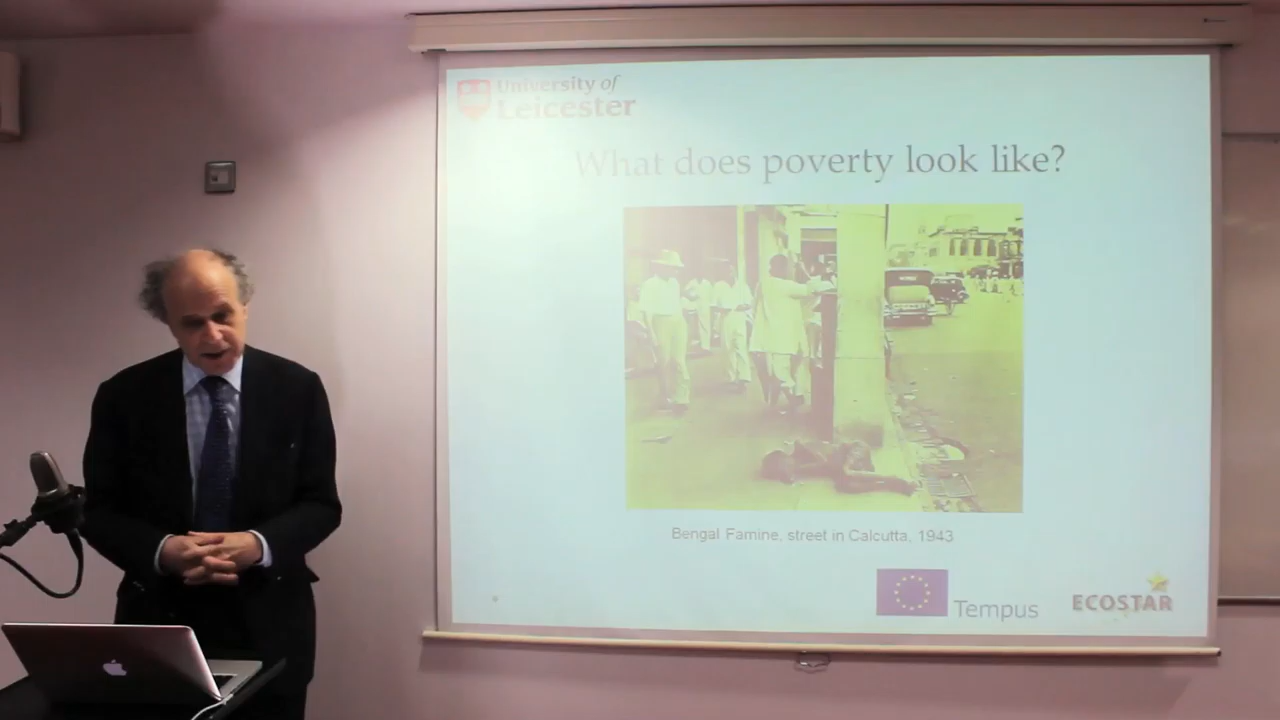 University of
Leicester
What does poverty look like?
Bengal Famine, street in Calcutta, 1943
Tempus
ECOSTAR